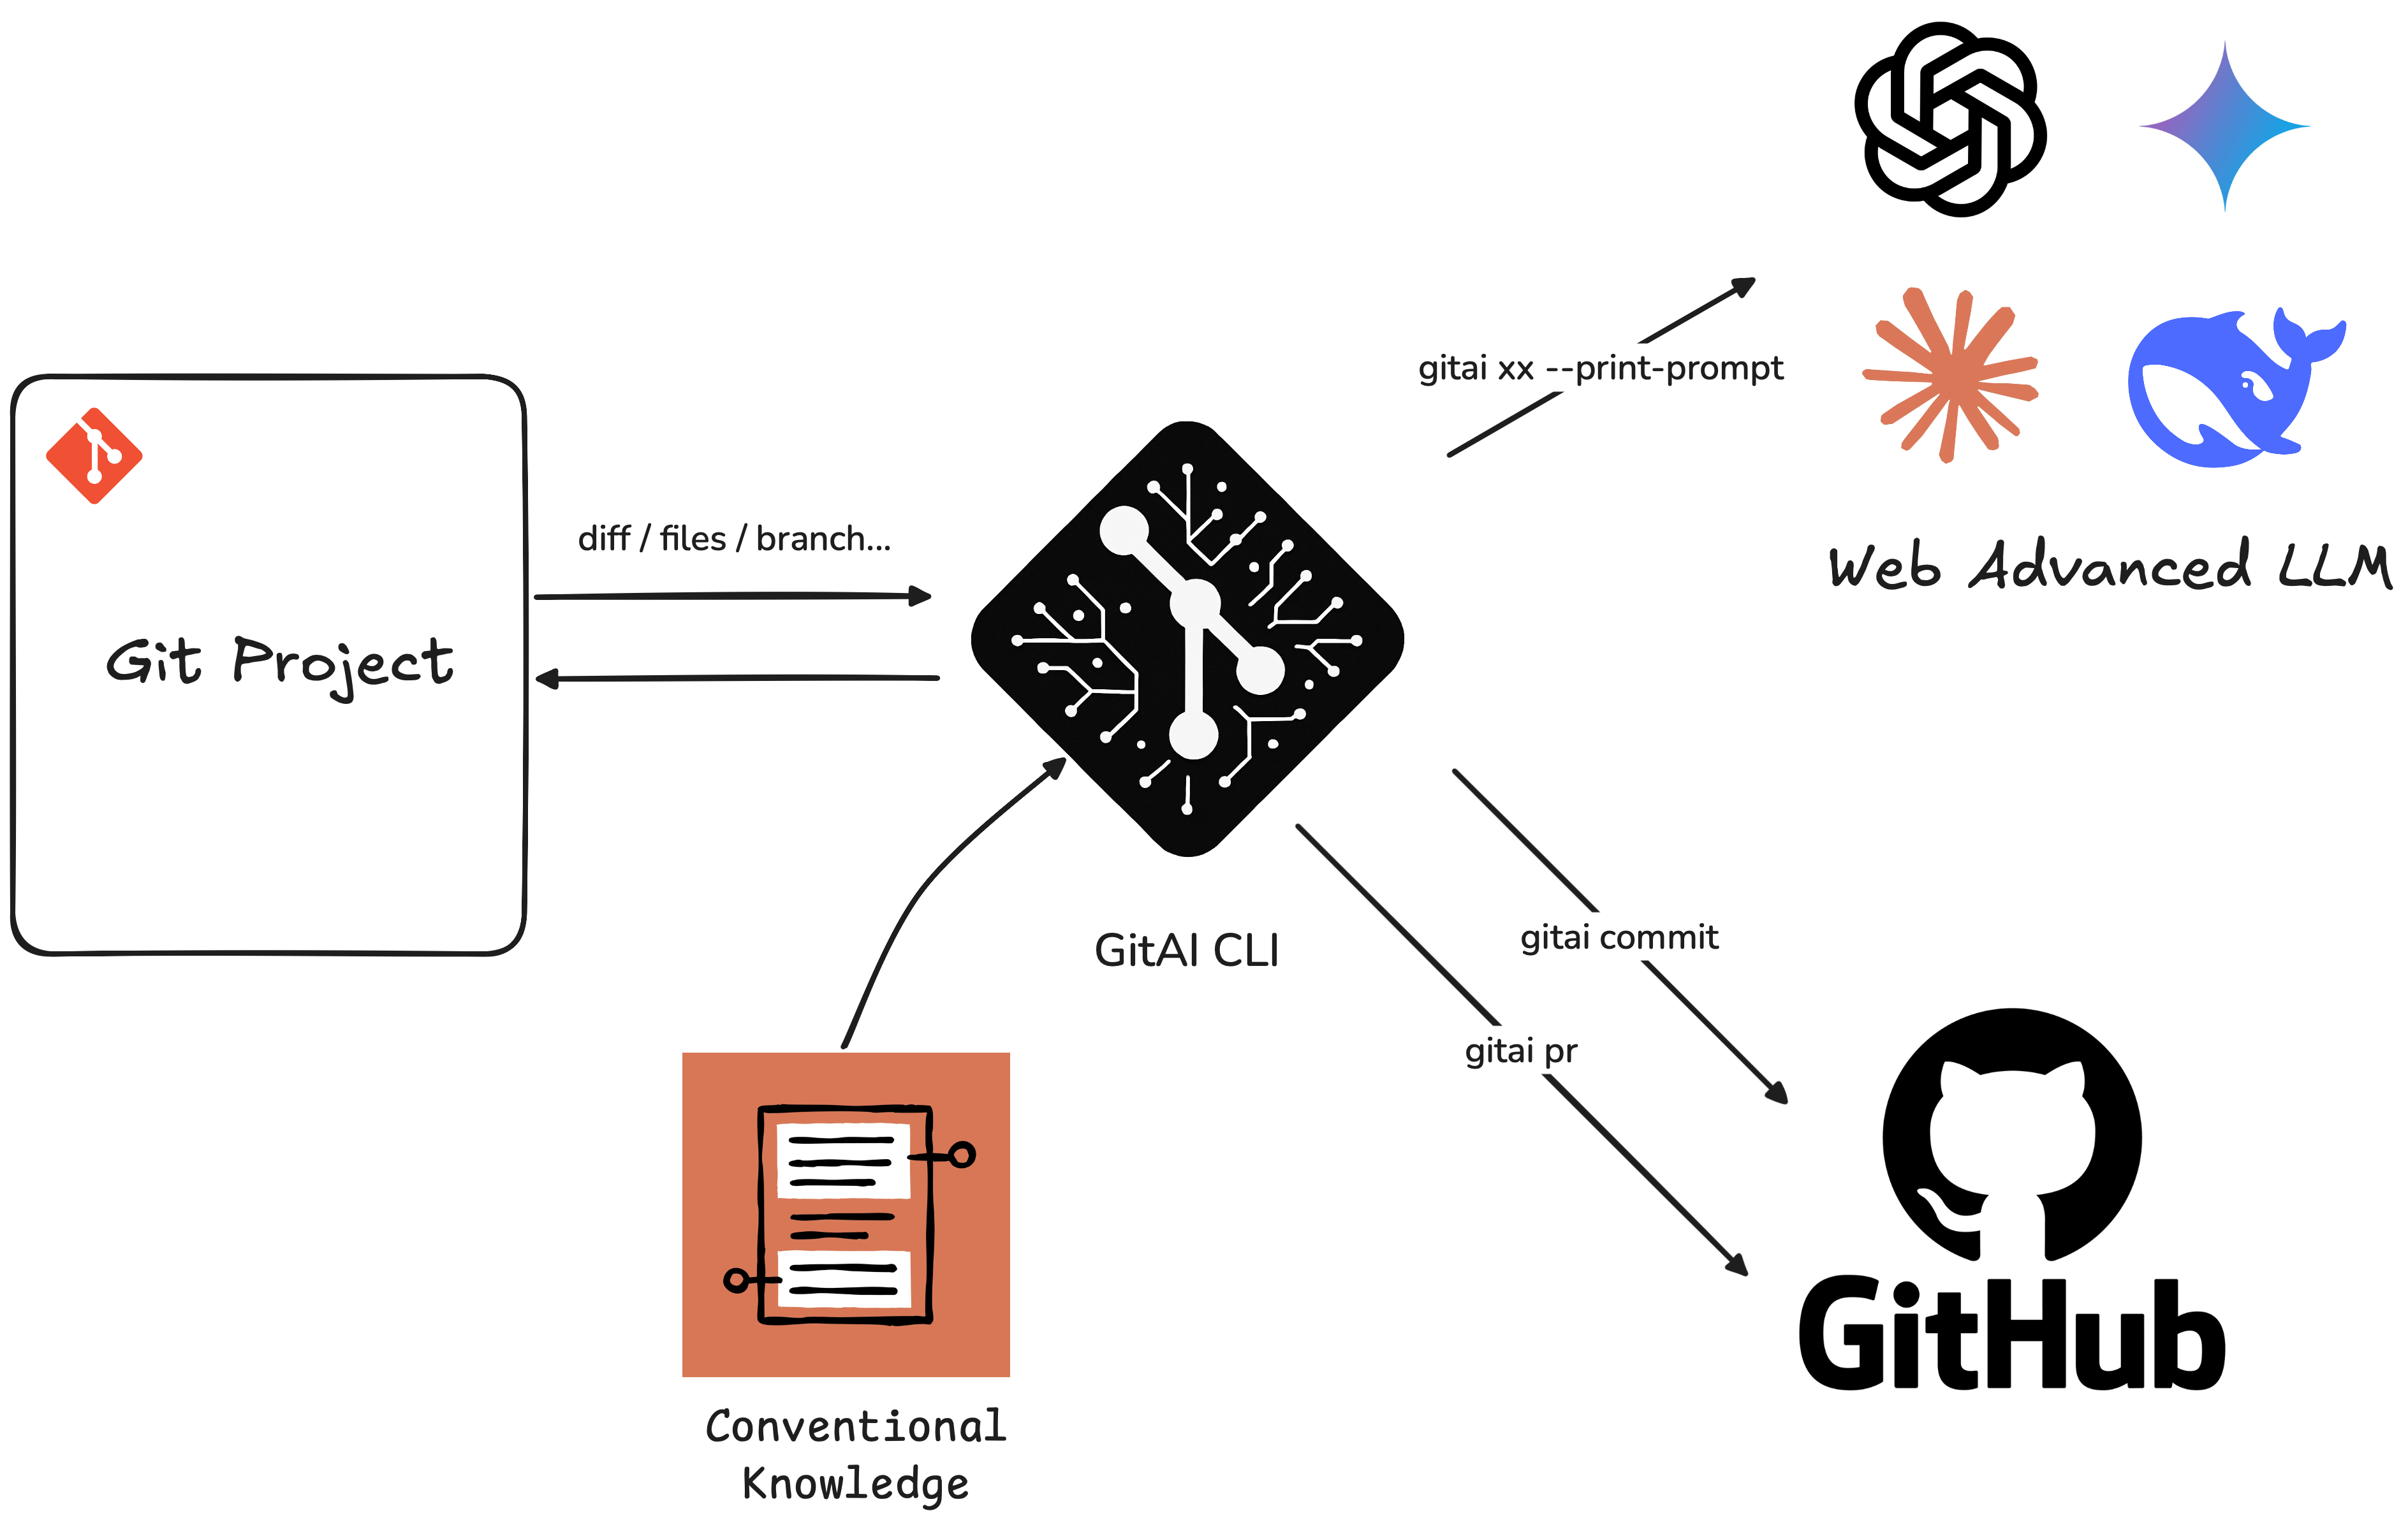 gitai xx --print-prompt
Web Advanced LLM
diff / files / branch...
Git Project
GitAI CLI
gitai commit
gitai pr
GitHub
Conventional
Knowledge